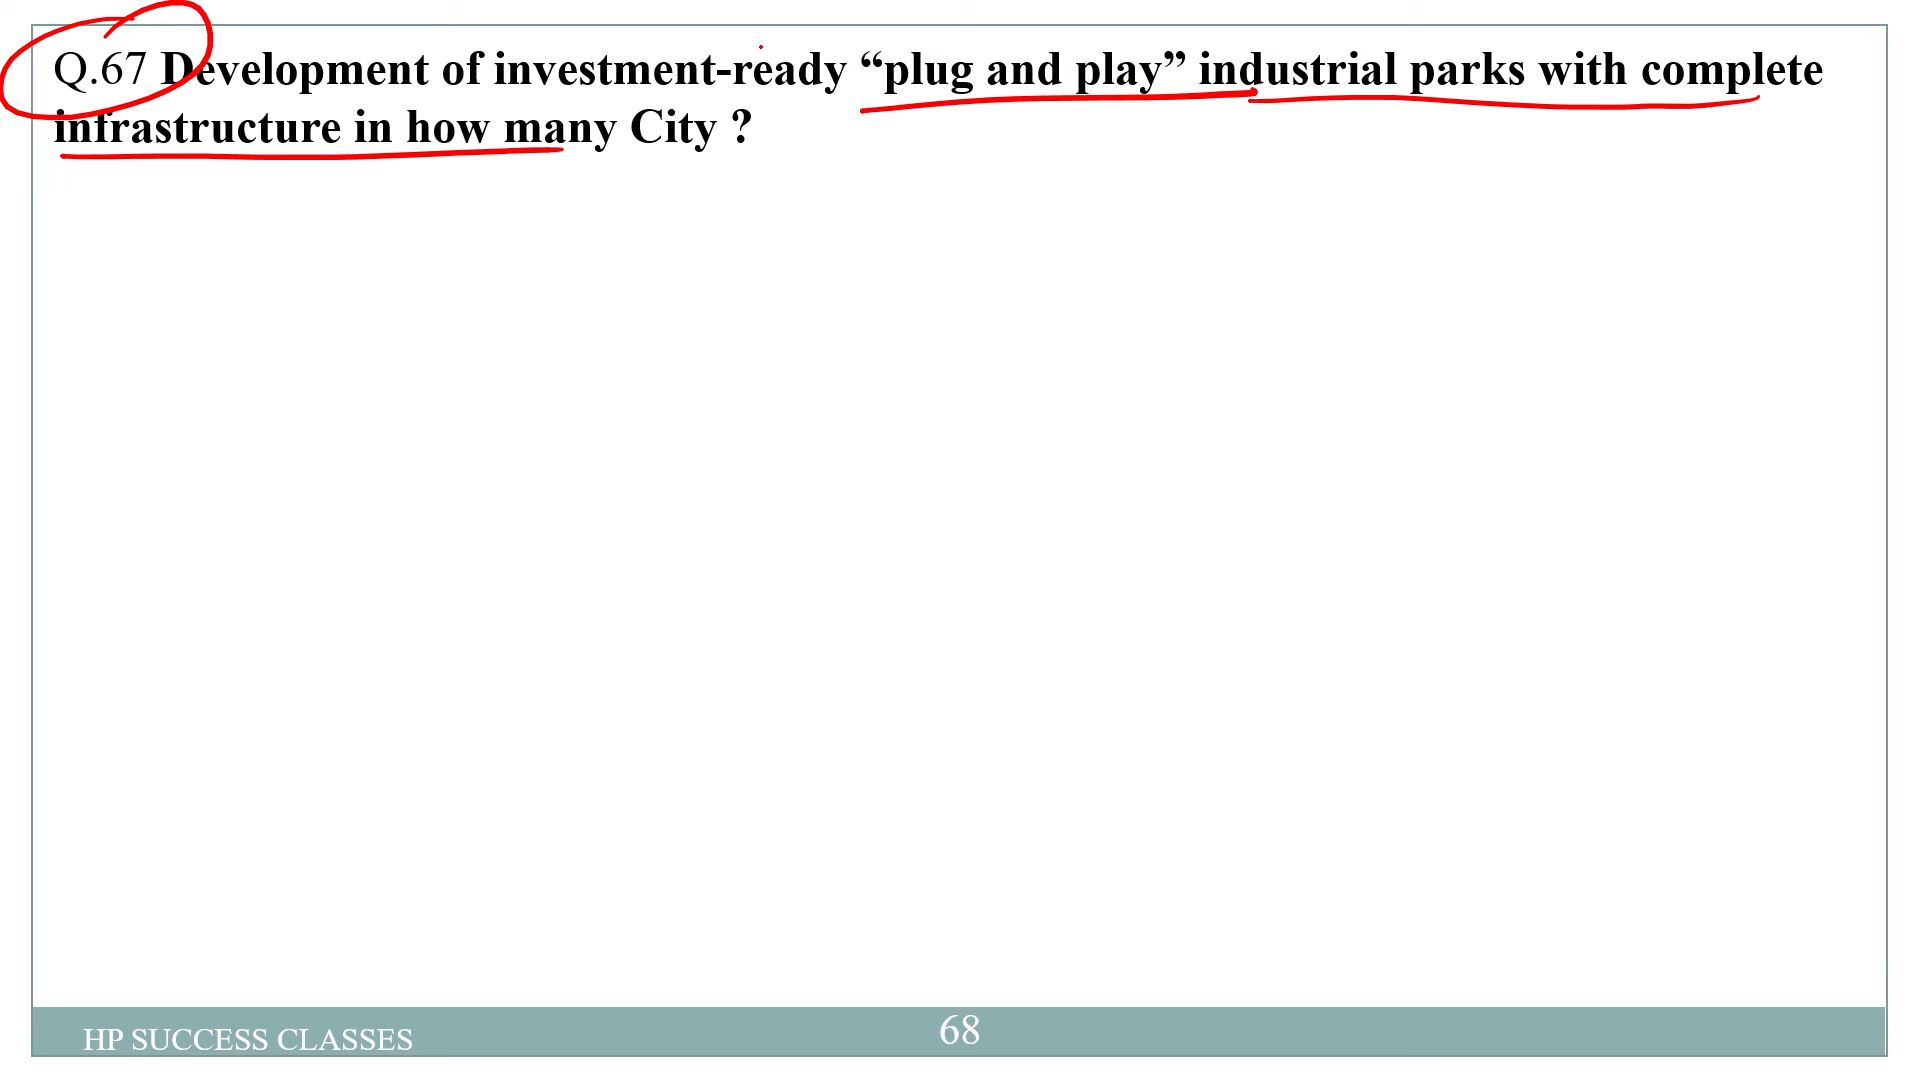 Q.67 Development of investment-ready “plug and play” industrial parks with complete
infrastructure in how many City ?
HP SUCCESS CLASSES
68